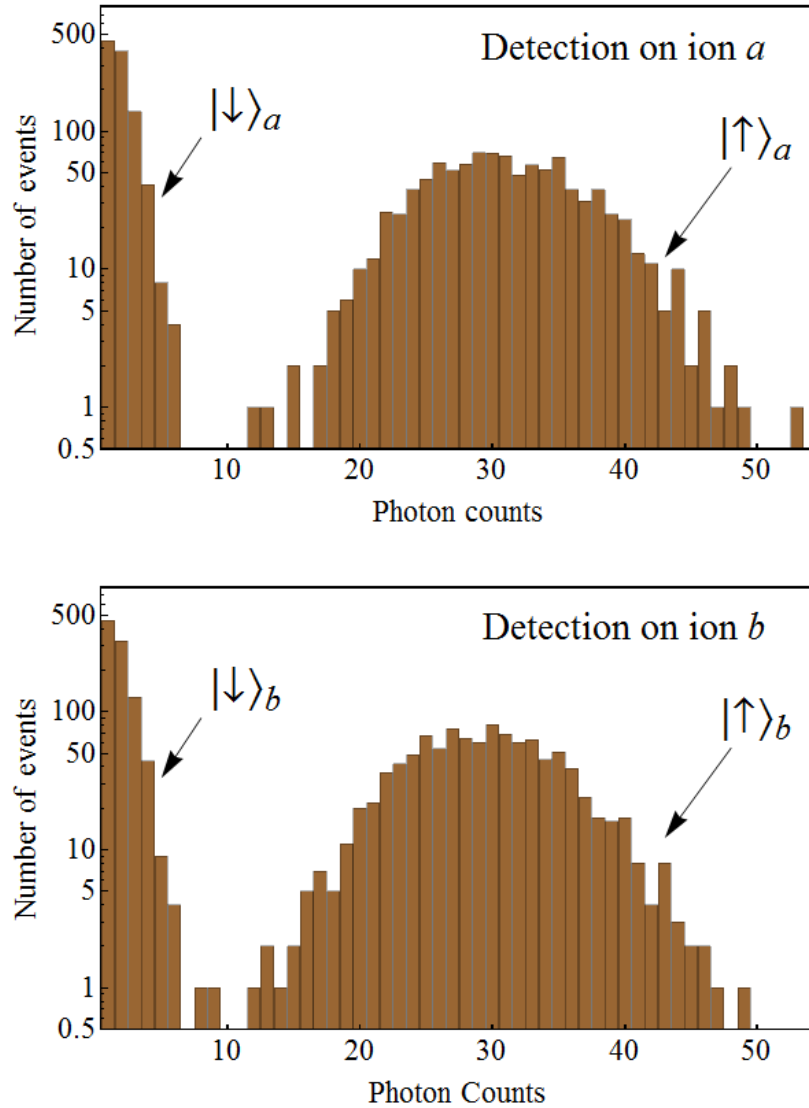 500
100
50
10
5
1
0.5
Number of events
Detection on ion a
|↓⟩a
|↑⟩a
10 20 30 40 50
Photon counts
500
100
50
10
5
1
0.5
Number of events
Detection on ion b
|↓⟩b
|↑⟩b
10 20 30 40 50
Photon Counts